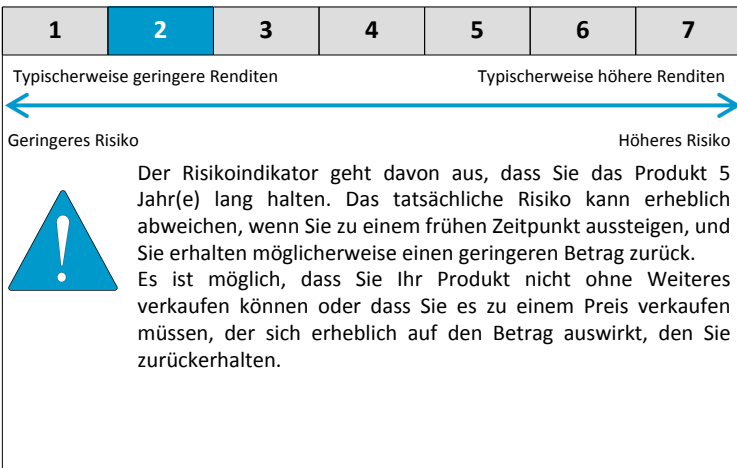 1 2 3 4 5 6 7
Typischerweise geringere Renditen Typischerweise höhere Renditen
Geringeres Risiko Höheres Risiko
Der Risikoindikator geht davon aus, dass Sie das Produkt 5
Jahr(e) lang halten. Das tatsächliche Risiko kann erheblich
abweichen, wenn Sie zu einem frühen Zeitpunkt aussteigen, und
Sie erhalten möglicherweise einen geringeren Betrag zurück.
Es ist möglich, dass Sie Ihr Produkt nicht ohne Weiteres
verkaufen können oder dass Sie es zu einem Preis verkaufen
müssen, der sich erheblich auf den Betrag auswirkt, den Sie
zurückerhalten.